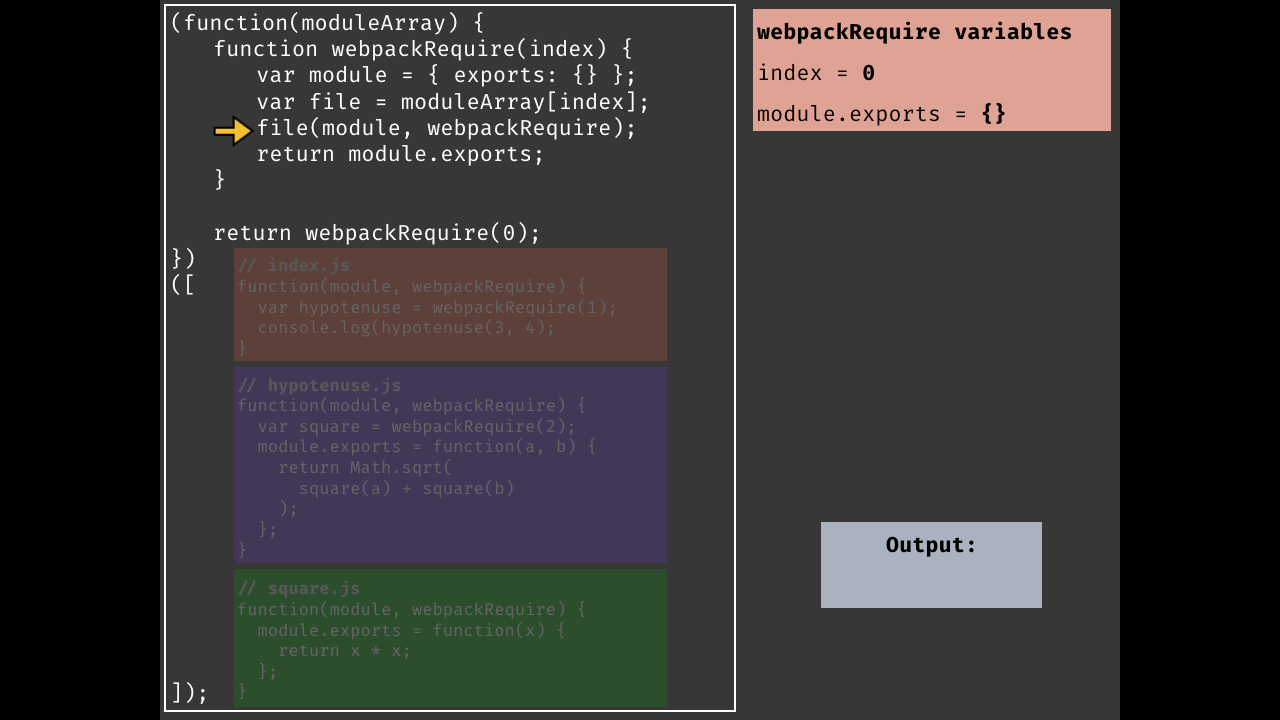 (function(moduleArray) {
function webpackRequire(index) {
var module = { exports: {} };
var file = moduleArray[index];
file(module, webpackRequire);
return module.exports;
}
return webpackRequire(0);
})
([
// index.js
function(module, webpackRequire) {
var hypotenuse = webpackRequire(1);
console.log(hypotenuse(3, 4);
}
// hypotenuse.js
function(module, webpackRequire) {
var square = webpackRequire(2);
module.exports = function(a, b) {
return Math.sqrt(
square(a) + square(b)
);
};
}
// square.js
function(module, webpackRequire) {
module.exports = function(x) {
return x * x;
};
}
]);
webpackRequire variables
index = 0
module.exports = {}
Output: